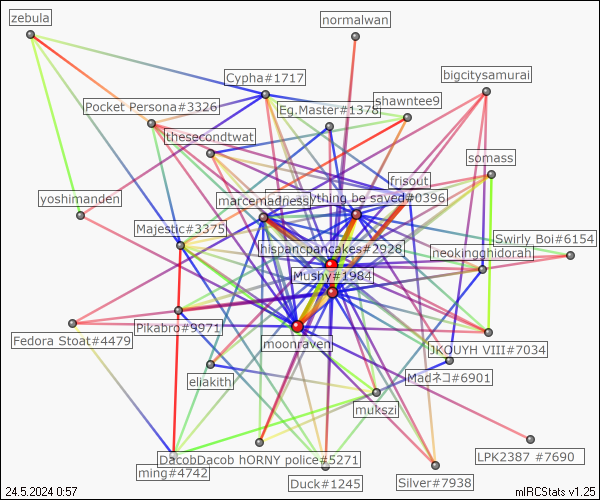 zebula
normalwan
Cypha#1717
bigcitysamurai
Pocket Persona#3326
Eg.Master#1378
shawntee9
thesecondtwat
somass
frisout
yoshimanden
marcemadness
ything be saved#0396
Majestic#3375
hispancpancakes#2928
neokingghidorah
Swirly Boi#6154
Mushy#1984
Fedora Stoat#4479
Pikabro#9971
moonraven
JKOUYH VIII#7034
eliakith
Madネコ#6901
mukszi
DacobDacob hORNY police#5271
LPK2387 #7690
ming#4742
Duck#1245
Silver#7938
24.5.2024 0:57
mIRCStats v1.25